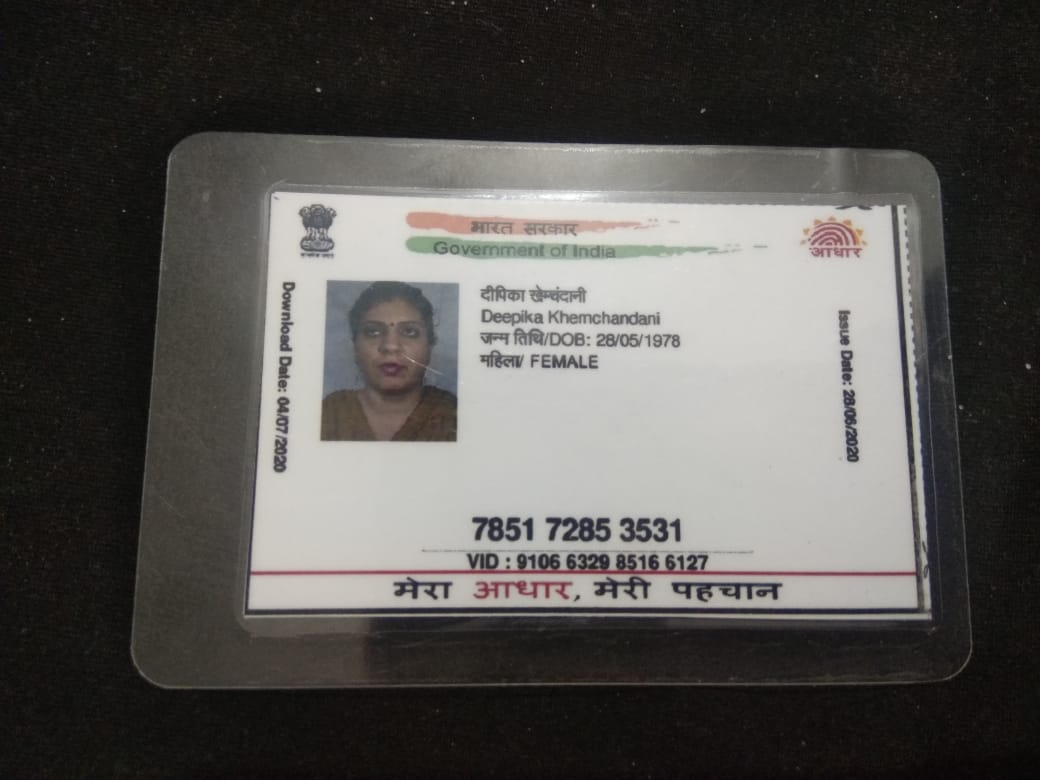 भारत सरकार
Government of India
आधार
Download Date: 04/07/2020
दीपिका खेमचंदानी
Deepika Khemchandani
जन्म तिथि/DOB: 28/05/1978
महिला/ FEMALE
Issue Date: 28/06/2020
7851 7285 3531
VID : 9106 6329 8516 6127
मेरा आधार, मेरी पहचान